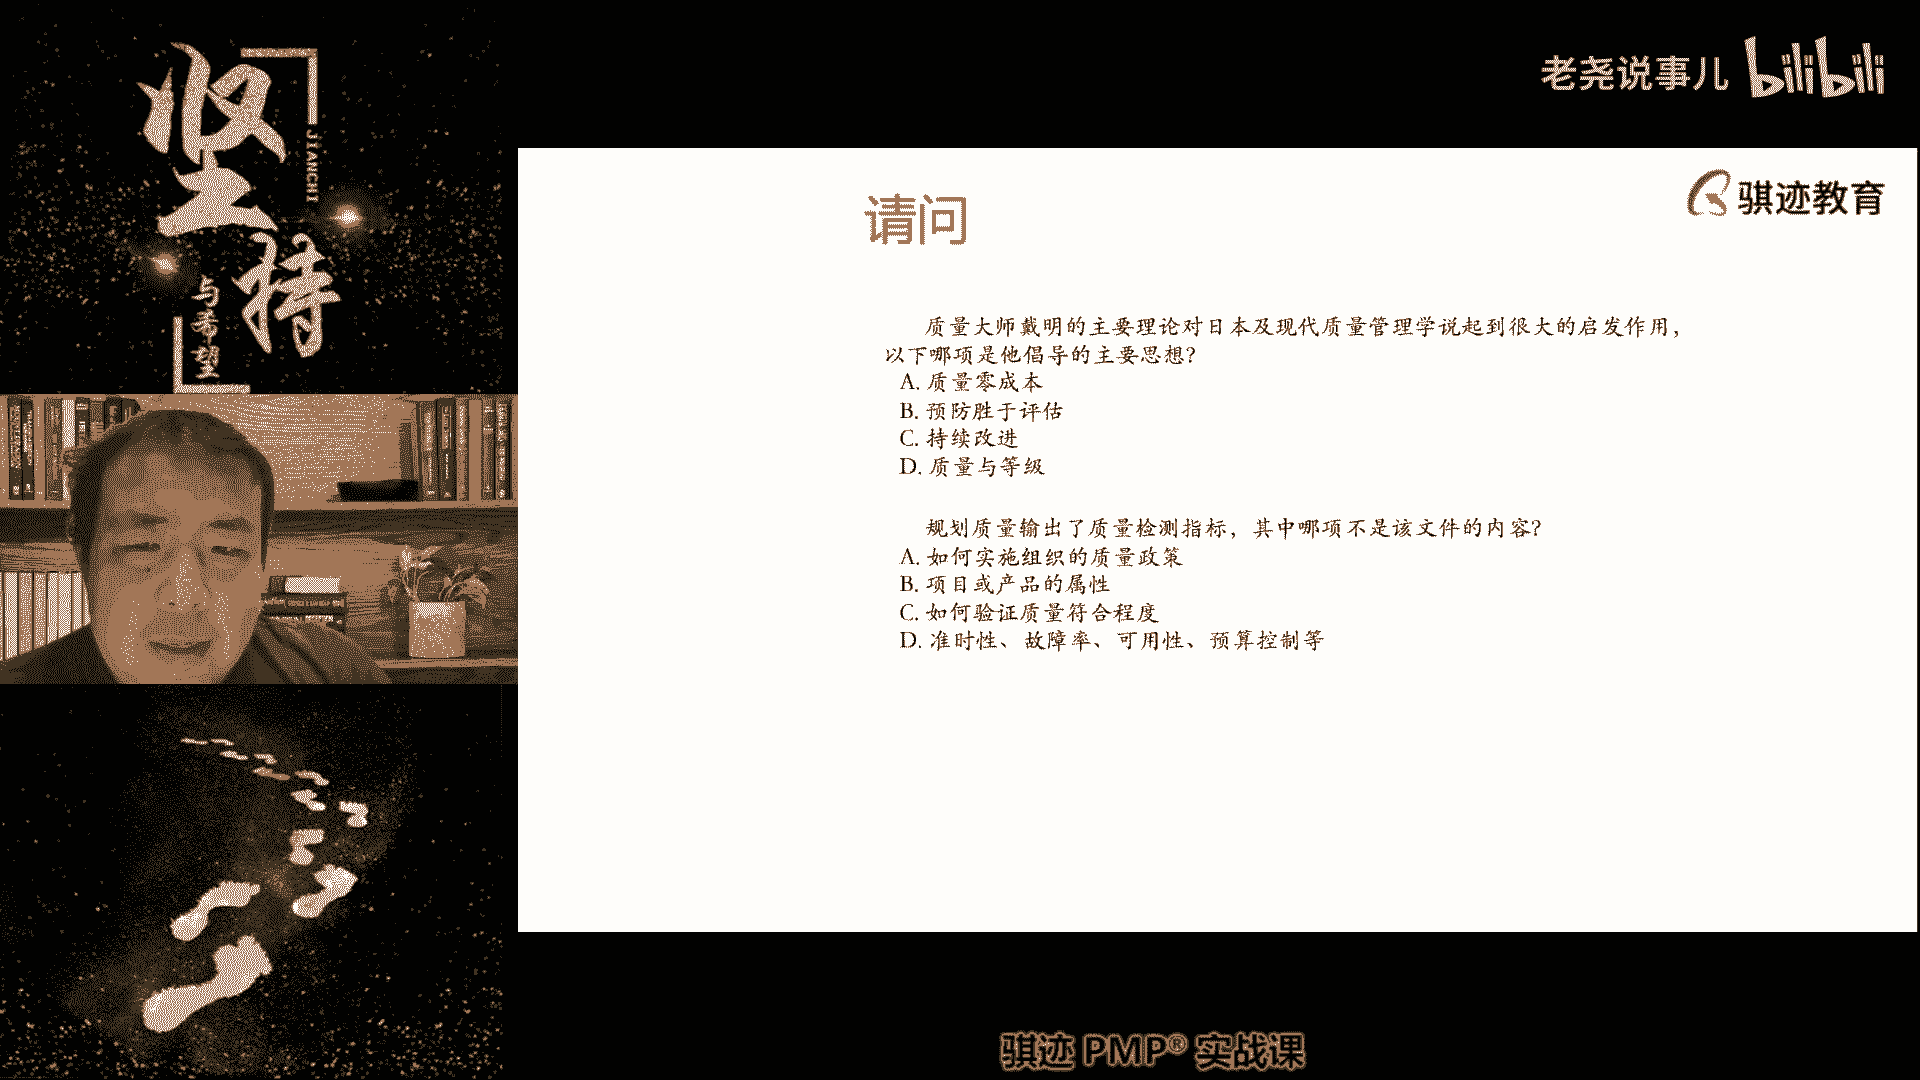 坚持
JIANCHI
与希望
老尧说事儿 bilibili
骐迹教育
请问
质量大师戴明的主要理论对日本及现代质量管理学说起到很大的启发作用，
以下哪项是他倡导的主要思想？
A. 质量零成本
B. 预防胜于评估
C. 持续改进
D. 质量与等级
规划质量输出了质量检测指标，其中哪项不是该文件的内容？
A. 如何实施组织的质量政策
B. 项目或产品的属性
C. 如何验证质量符合程度
D. 准时性、故障率、可用性、预算控制等
骐迹 PMP® 实战课